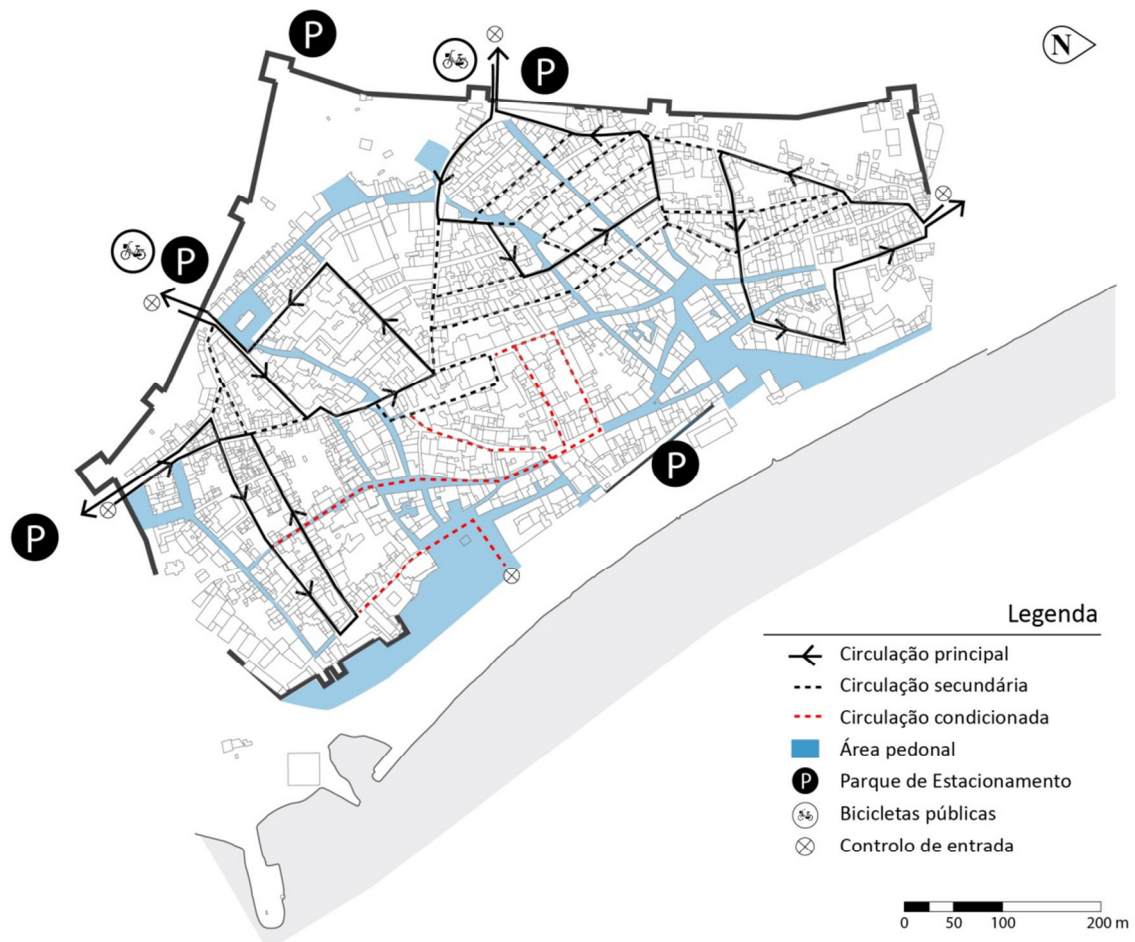 P
P
N
P
P
P
Legenda
Circulação principal
Circulação secundária
Circulação condicionada
Área pedonal
P Parque de Estacionamento
Bicicletas públicas
Controlo de entrada
0 50 100 200 m